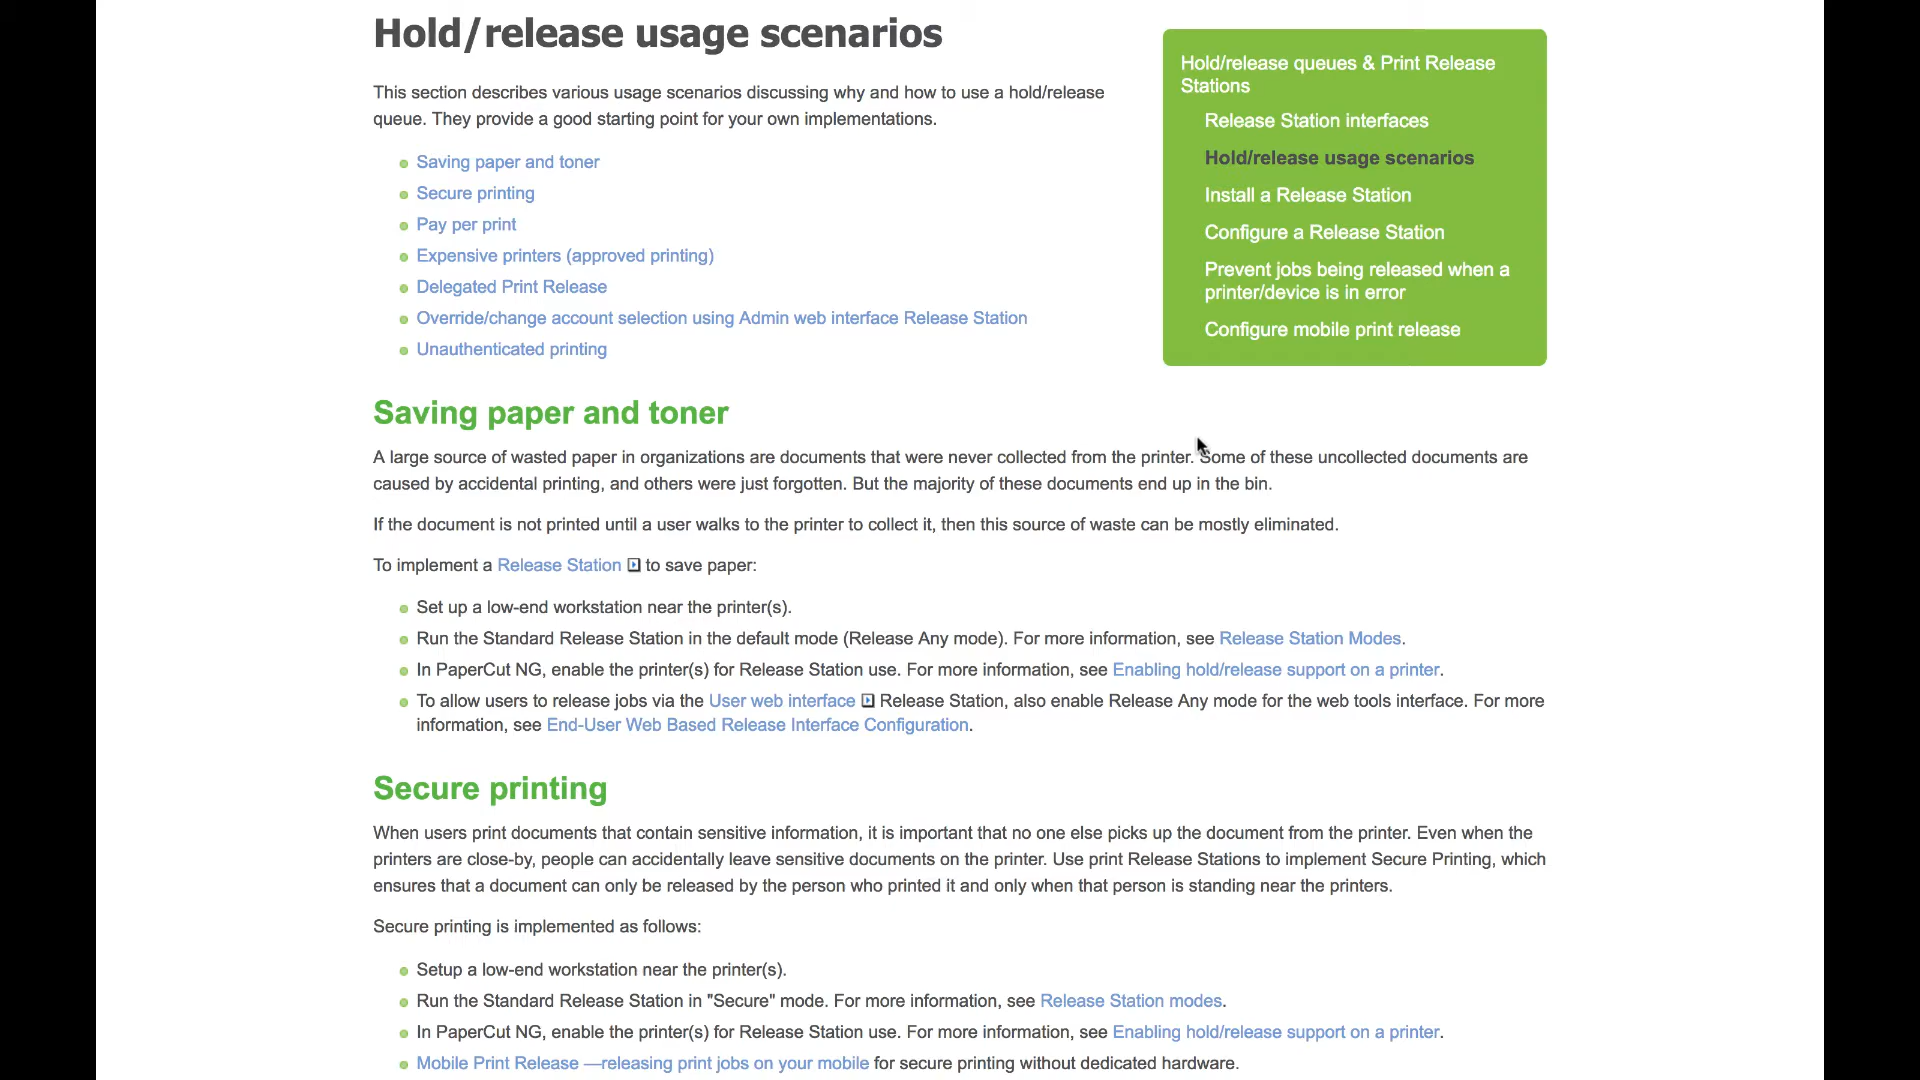 Hold/release usage scenarios
This section describes various usage scenarios discussing why and how to use a hold/release
queue. They provide a good starting point for your own implementations.
Saving paper and toner
Secure printing
Pay per print
Expensive printers (approved printing)
Delegated Print Release
Override/change account selection using Admin web interface Release Station
Unauthenticated printing
Hold/release queues & Print Release
Stations
Release Station interfaces
Hold/release usage scenarios
Install a Release Station
Configure a Release Station
Prevent jobs being released when a
printer/device is in error
Configure mobile print release
Saving paper and toner
A large source of wasted paper in organizations are documents that were never collected from the printer. Some of these uncollected documents are
caused by accidental printing, and others were just forgotten. But the majority of these documents end up in the bin.
If the document is not printed until a user walks to the printer to collect it, then this source of waste can be mostly eliminated.
To implement a Release Station to save paper:
Set up a low-end workstation near the printer(s).
Run the Standard Release Station in the default mode (Release Any mode). For more information, see Release Station Modes.
In PaperCut NG, enable the printer(s) for Release Station use. For more information, see Enabling hold/release support on a printer.
To allow users to release jobs via the User web interface Release Station, also enable Release Any mode for the web tools interface. For more
information, see End-User Web Based Release Interface Configuration.
Secure printing
When users print documents that contain sensitive information, it is important that no one else picks up the document from the printer. Even when the
printers are close-by, people can accidentally leave sensitive documents on the printer. Use print Release Stations to implement Secure Printing, which
ensures that a document can only be released by the person who printed it and only when that person is standing near the printers.
Secure printing is implemented as follows:
Setup a low-end workstation near the printer(s).
Run the Standard Release Station in "Secure" mode. For more information, see Release Station modes.
In PaperCut NG, enable the printer(s) for Release Station use. For more information, see Enabling hold/release support on a printer.
Mobile Print Release —releasing print jobs on your mobile for secure printing without dedicated hardware.